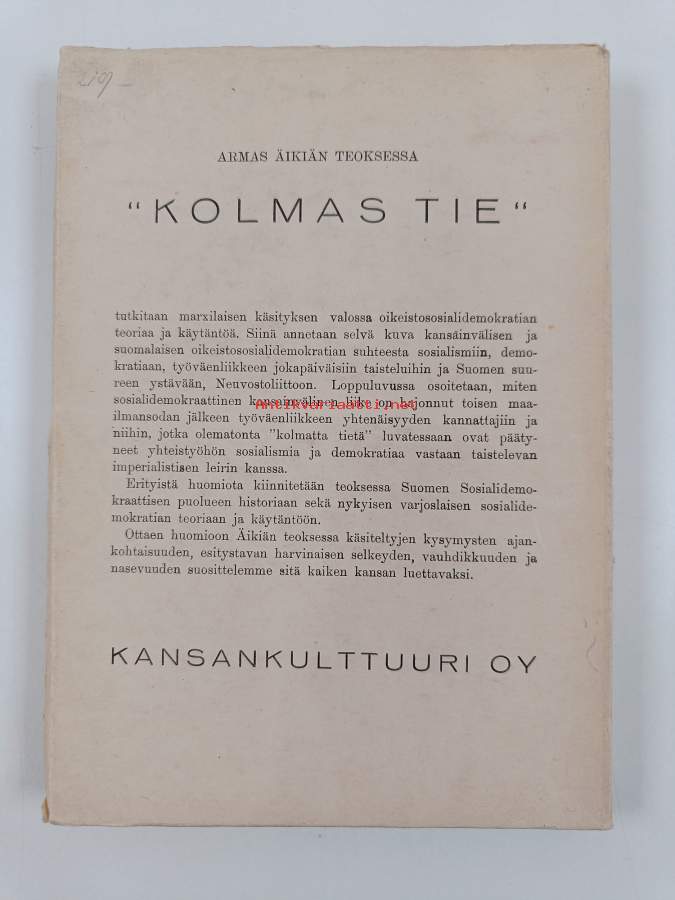 ARMAS ÄIKIÄN TEOKSESSA
"KOLMAS TIE"
tutkitaan marxilaisen käsityksen valossa oikeistososialidemokratian
teoriaa ja käytäntöä. Siinä annetaan selvä kuva kansainvälisen ja
suomalaisen oikeistososialidemokratian suhteesta sosialismiin, demo-
kratiaan, työväenliikkeen jokapäiväisiin taisteluihin ja Suomen suu-
reen ystävään, Neuvostoliittoon. Loppuluvussa osoitetaan, miten
sosialidemokraattinen kansainvälinen liike on hajonnut toisen maa-
Antikvariaatti.net
ilmansodan jälkeen työväenliikkeen yhtenäisyyden kannattajiin ja
niihin, jotka olematonta "kolmatta tietä" luvatessaan ovat pääty-
neet yhteistyöhön sosialismia ja demokratiaa vastaan taistelevan
imperialistisen leirin kanssa.
Erityistä huomiota kiinnitetään teoksessa Suomen Sosialidemo-
kraattisen puolueen historiaan sekä nykyisen varjoslaisen sosialide-
mokratian teoriaan ja käytäntöön.
Ottaen huomioon Äikiän teoksessa käsiteltyjen kysymysten ajan-
kohtaisuuden, esitystavan harvinaisen selkeyden, vauhdikkuuden ja
nasevuuden suosittelemme sitä kaiken kansan luettavaksi.
KANSANKULTTUURI OY